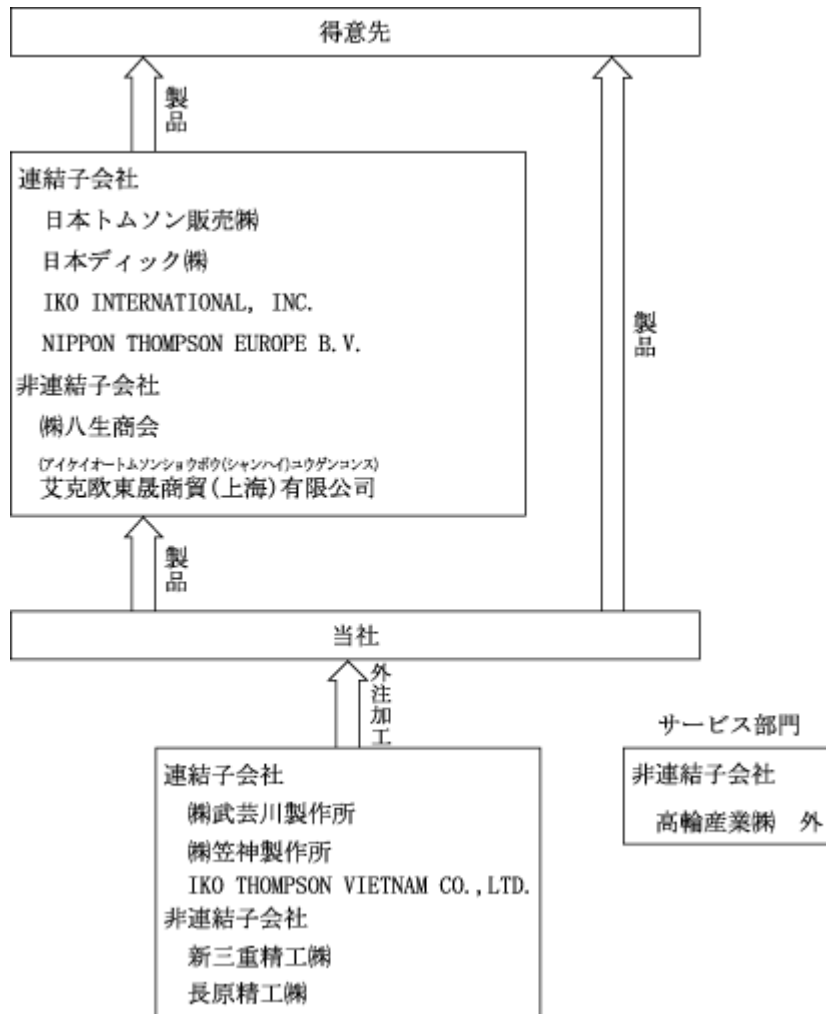 得意先
製品
製品
連結子会社
日本トムソン販売㈱
日本ディック㈱
IKO INTERNATIONAL, INC.
NIPPON THOMPSON EUROPE B.V.
非連結子会社
㈱八生商会
(アイケイオートムソンショウボウ(シャンハイ)ユウゲンコンス)
艾克欧東晟商貿(上海)有限公司
製品
当社
外注加工
サービス部門
連結子会社
㈱武芸川製作所
㈱笠神製作所
IKO THOMPSON VIETNAM CO.,LTD.
非連結子会社
新三重精工㈱
長原精工㈱
非連結子会社
高輪産業㈱ 外